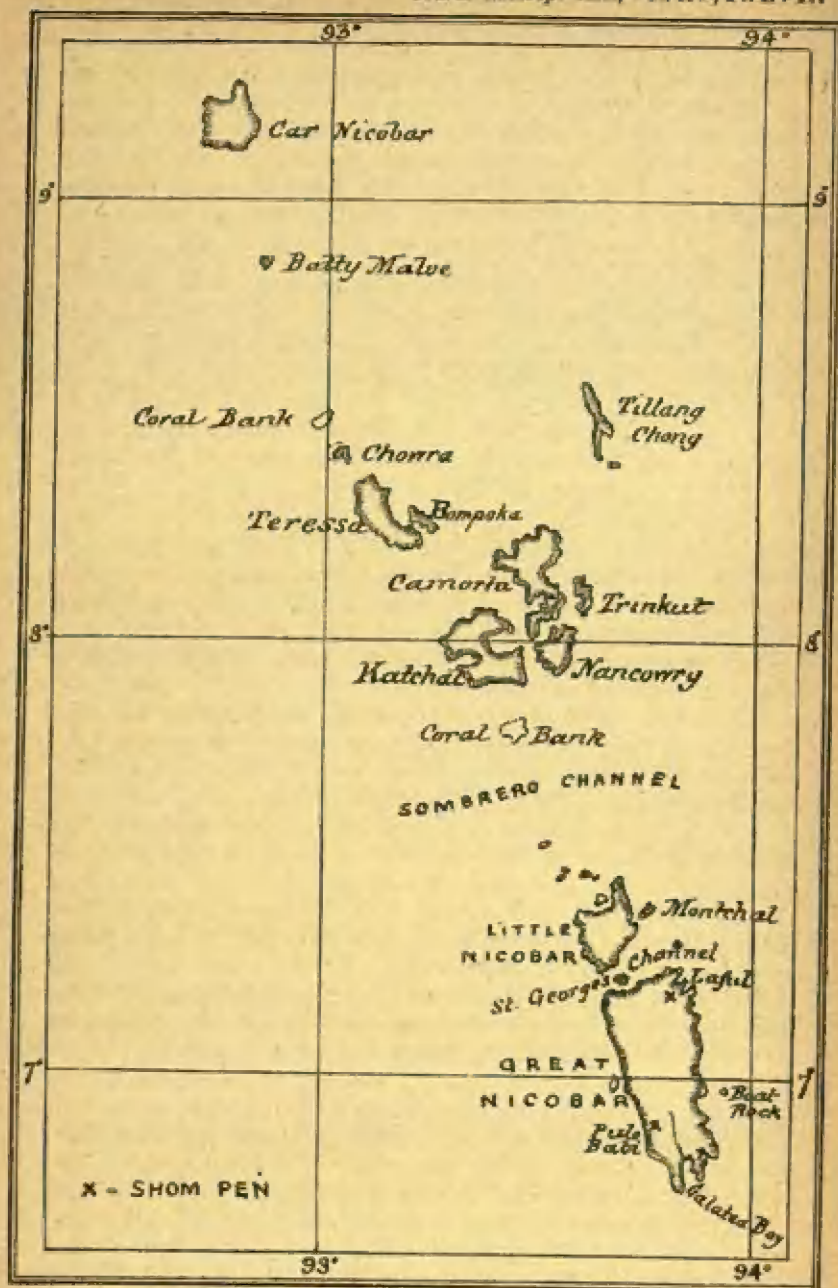 93° 94°
Car Nicobar
9° 9°
Batty Malve
Coral Bank
Tillang
Chong
Chowra
Teressa
Bompoka
Camorta
Trinkut
8° 8
Katchal
Nancowry
Coral Bank
SOMBRERO CHANNEL
Montchal
LITTLE
NICOBAR
St. Georges Channel
Laful
GREAT
NICOBAR
7° 7°
Boat
Rock
Pulo
Babi
Galatea Bay
X - SHOM PEN
93° 94°